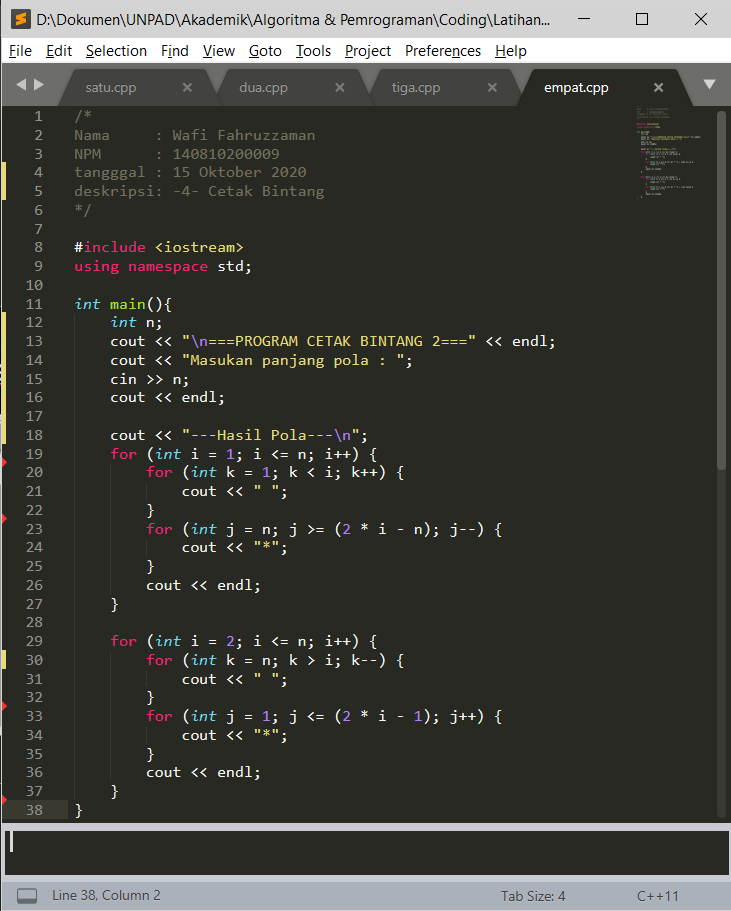 D:\Dokumen\UNPAD\Akademik\Algoritma & Pemrograman\Coding\Latihan...
File Edit Selection Find View Goto Tools Project Preferences Help
satu.cpp dua.cpp tiga.cpp empat.cpp
1 /*
2 Nama     : Wafi Fahruzzaman
3 NPM      : 140810200009
4 tangggal : 15 Oktober 2020
5 deskripsi: -4- Cetak Bintang
6 */
7
8 #include <iostream>
9 using namespace std;
10
11 int main(){
12     int n;
13     cout << "\n===PROGRAM CETAK BINTANG 2===" << endl;
14     cout << "Masukan panjang pola : ";
15     cin >> n;
16     cout << endl;
17
18     cout << "---Hasil Pola---\n";
19     for (int i = 1; i <= n; i++) {
20         for (int k = 1; k < i; k++) {
21             cout << " ";
22         }
23         for (int j = n; j >= (2 * i - n); j--) {
24             cout << "*";
25         }
26         cout << endl;
27     }
28
29     for (int i = 2; i <= n; i++) {
30         for (int k = n; k > i; k--) {
31             cout << " ";
32         }
33         for (int j = 1; j <= (2 * i - 1); j++) {
34             cout << "*";
35         }
36         cout << endl;
37     }
38 }
Line 38, Column 2 Tab Size: 4 C++11